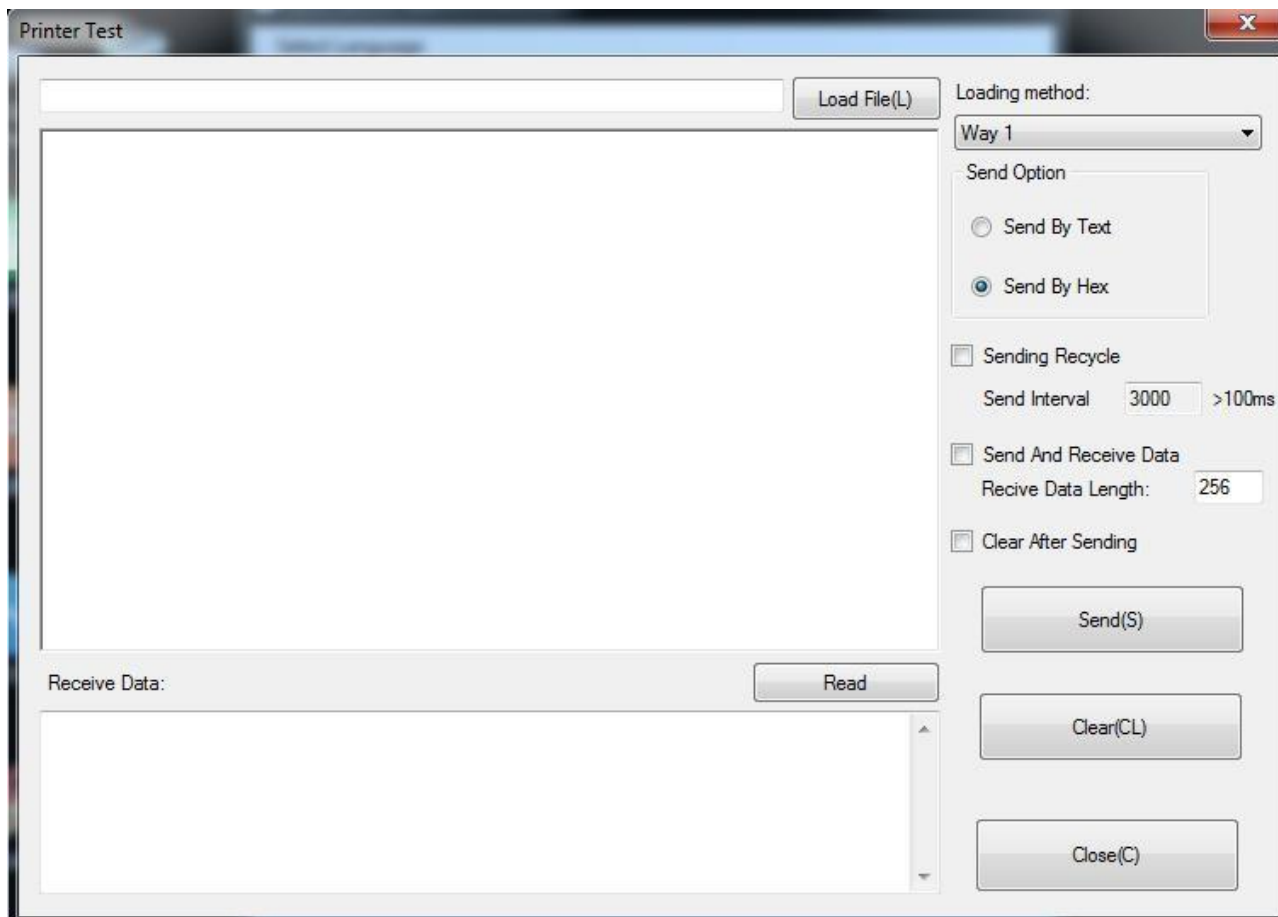 Printer Test
Select Language
Load File(L)
Loading method:
Way 1
Send Option
Send By Text
Send By Hex
Sending Recycle
Send Interval 3000 >100ms
Send And Receive Data
Recive Data Length: 256
Clear After Sending
Send(S)
Receive Data:
Read
Clear(CL)
Close(C)